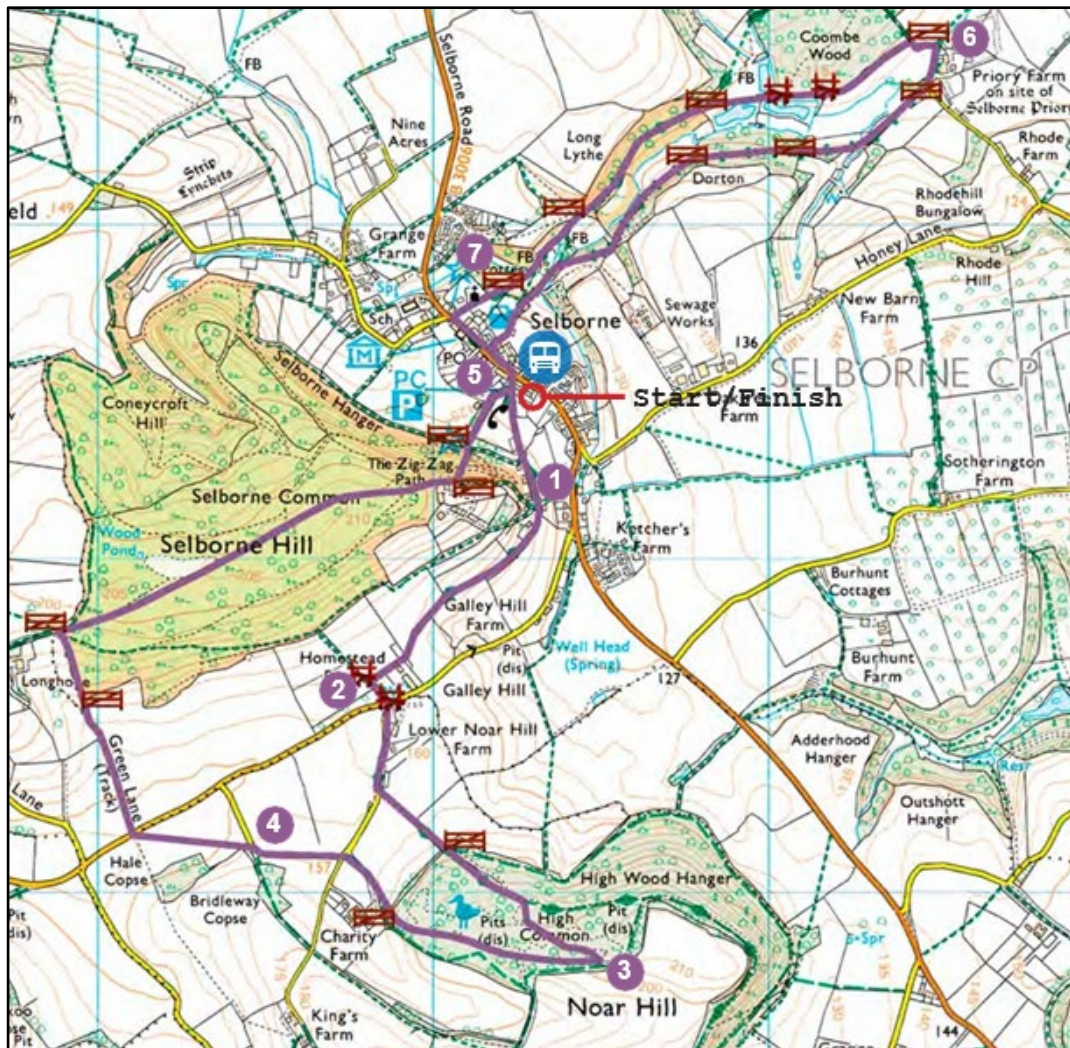 FB
Coombe
Wood
6
Priory Farm
on site of
Selborne Priory
Nine
Acres
Selborne Road
B 3006
FB
Long
Lythe
Rhode
Farm
Strip
Lynchets
Dorton
W
Rhodehill
Bungalow
124
149
Grange
Farm
FB
FB
7
Honey Lane
Rhode
Hill
Spr
Spr
Sch
Selborne
Sewage
Works
New Barn
Farm
PO
136
5
PC
P
M
SELBORNE CP
Start/Finish
Farm
Selborne Hanger
Coneycroft
Hill
The Zig-Zag
Path
1
Sotherington
Farm
Selborne Common
210
Wood
Pond
Selborne Hill
Ketcher's
Farm
205
205
200
Burhunt
Cottages
Galley Hill
Farm
Pit
(dis)
Well Head
(Spring)
Homestead
2
Galley Hill
Burhunt
Farm
127
Longhope
Lower Noar Hill
Farm
160
Adderhood
Hanger
Resr
Green Lane
(Track)
Outshott
Hanger
Lane
4
157
Hale
Copse
High Wood Hanger
Bridleway
Copse
Pits
(dis)
High
Common
Pit
(dis)
Charity
Farm
Spr
3
210
200
Noar Hill
King's
Farm
144